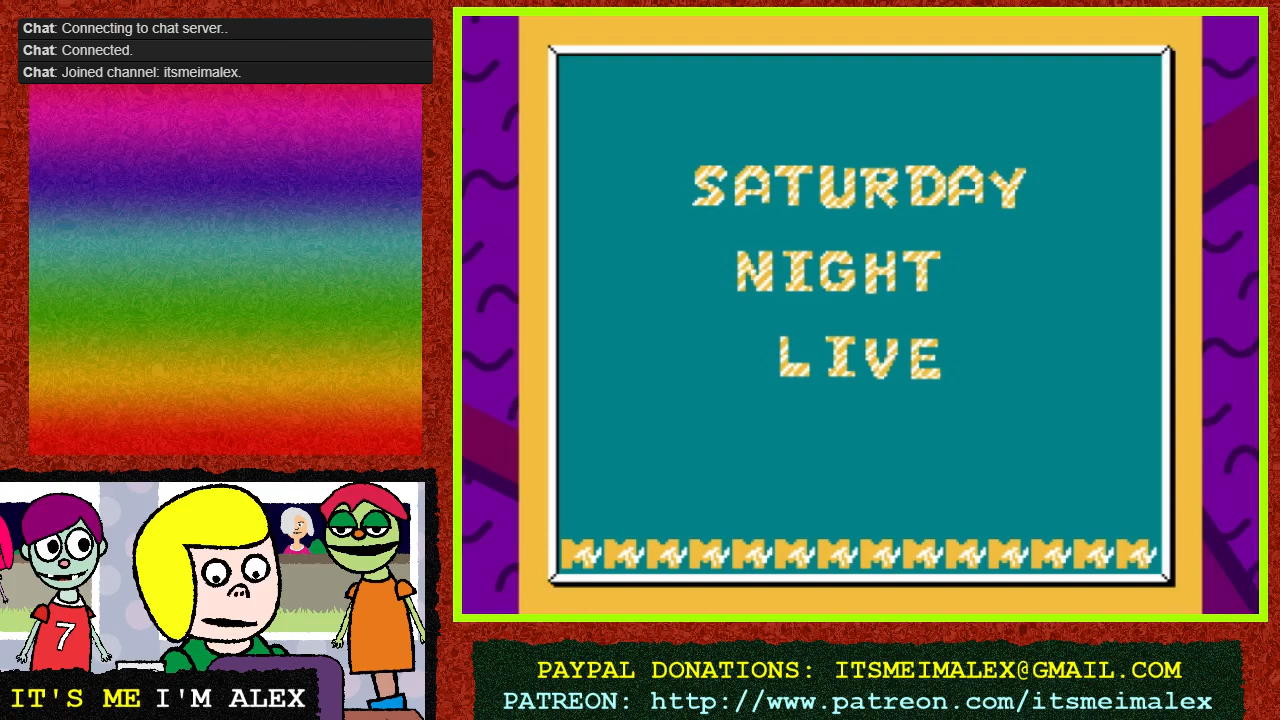 Chat: Connecting to chat server..
Chat: Connected.
Chat: Joined channel: itsmeimalex.
SATURDAY
NIGHT
LIVE
7
IT'S ME I'M ALEX
PAYPAL DONATIONS: ITSMEIMALEX@GMAIL.COM
PATREON: http://www.patreon.com/itsmeimalex